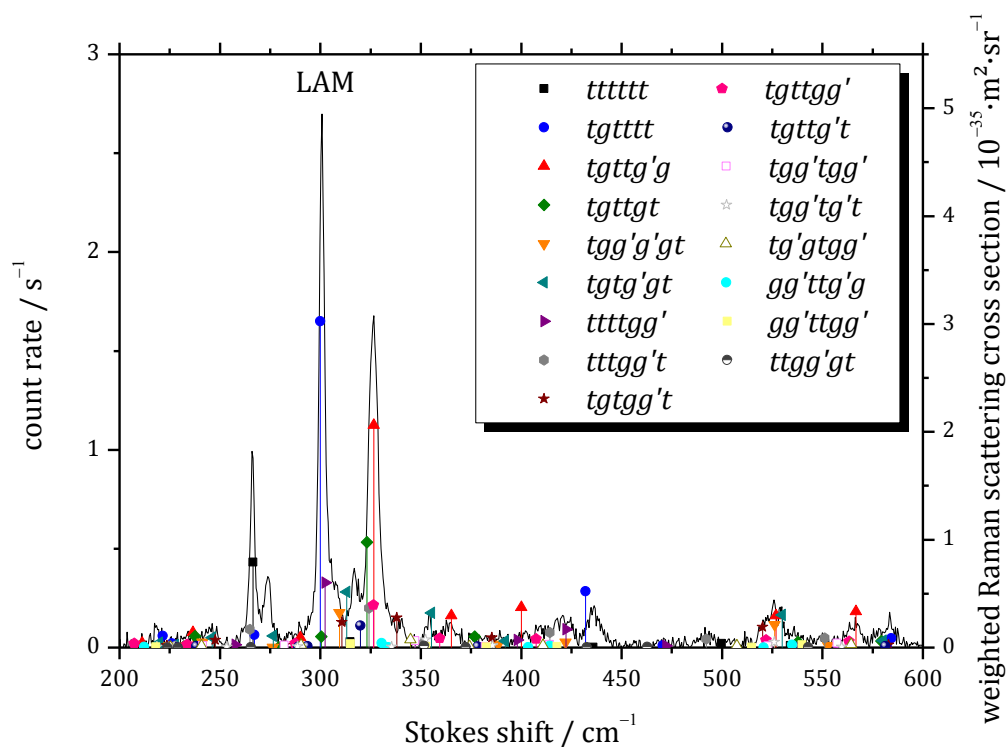 LAM
tttttt
tgtttt
tgttg'g
tgttgt
tgg'g'gt
tgtg'gt
ttttgg'
tttgg't
tgtgg't
tgttgg'
tgttg't
tgg'tgg'
tgg'tg't
tg'gtgg'
gg'ttg'g
gg'ttgg'
ttgg'gt
3
2
1
0
count rate / s⁻¹
5
4
3
2
1
0
weighted Raman scattering cross section / 10⁻³⁵·m²·sr⁻¹
200 250 300 350 400 450 500 550 600
Stokes shift / cm⁻¹